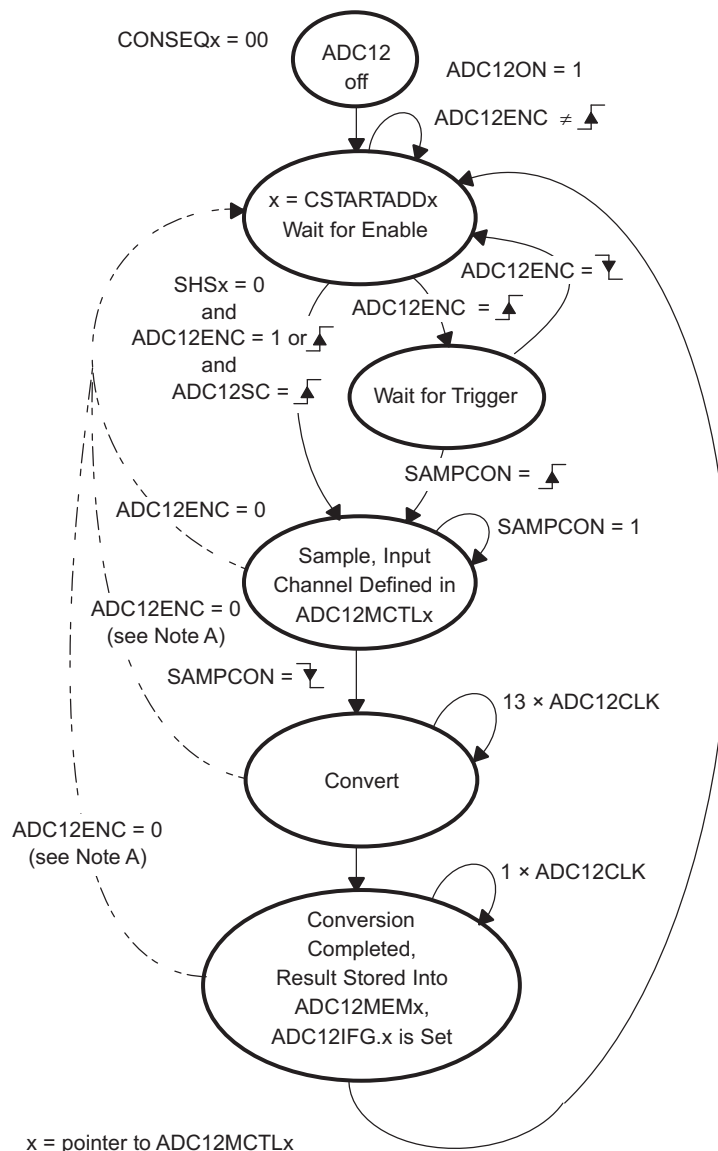 CONSEQx = 00
ADC12
off
ADC12ON = 1
ADC12ENC ≠
x = CSTARTADDx
Wait for Enable
SHSx = 0
and
ADC12ENC = 1 or
and
ADC12SC =
ADC12ENC =
ADC12ENC =
Wait for Trigger
SAMPCON =
ADC12ENC = 0
SAMPCON = 1
Sample, Input
Channel Defined in
ADC12MCTLx
ADC12ENC = 0
(see Note A)
SAMPCON =
13 × ADC12CLK
Convert
ADC12ENC = 0
(see Note A)
1 × ADC12CLK
Conversion
Completed,
Result Stored Into
ADC12MEMx,
ADC12IFG.x is Set
x = pointer to ADC12MCTLx